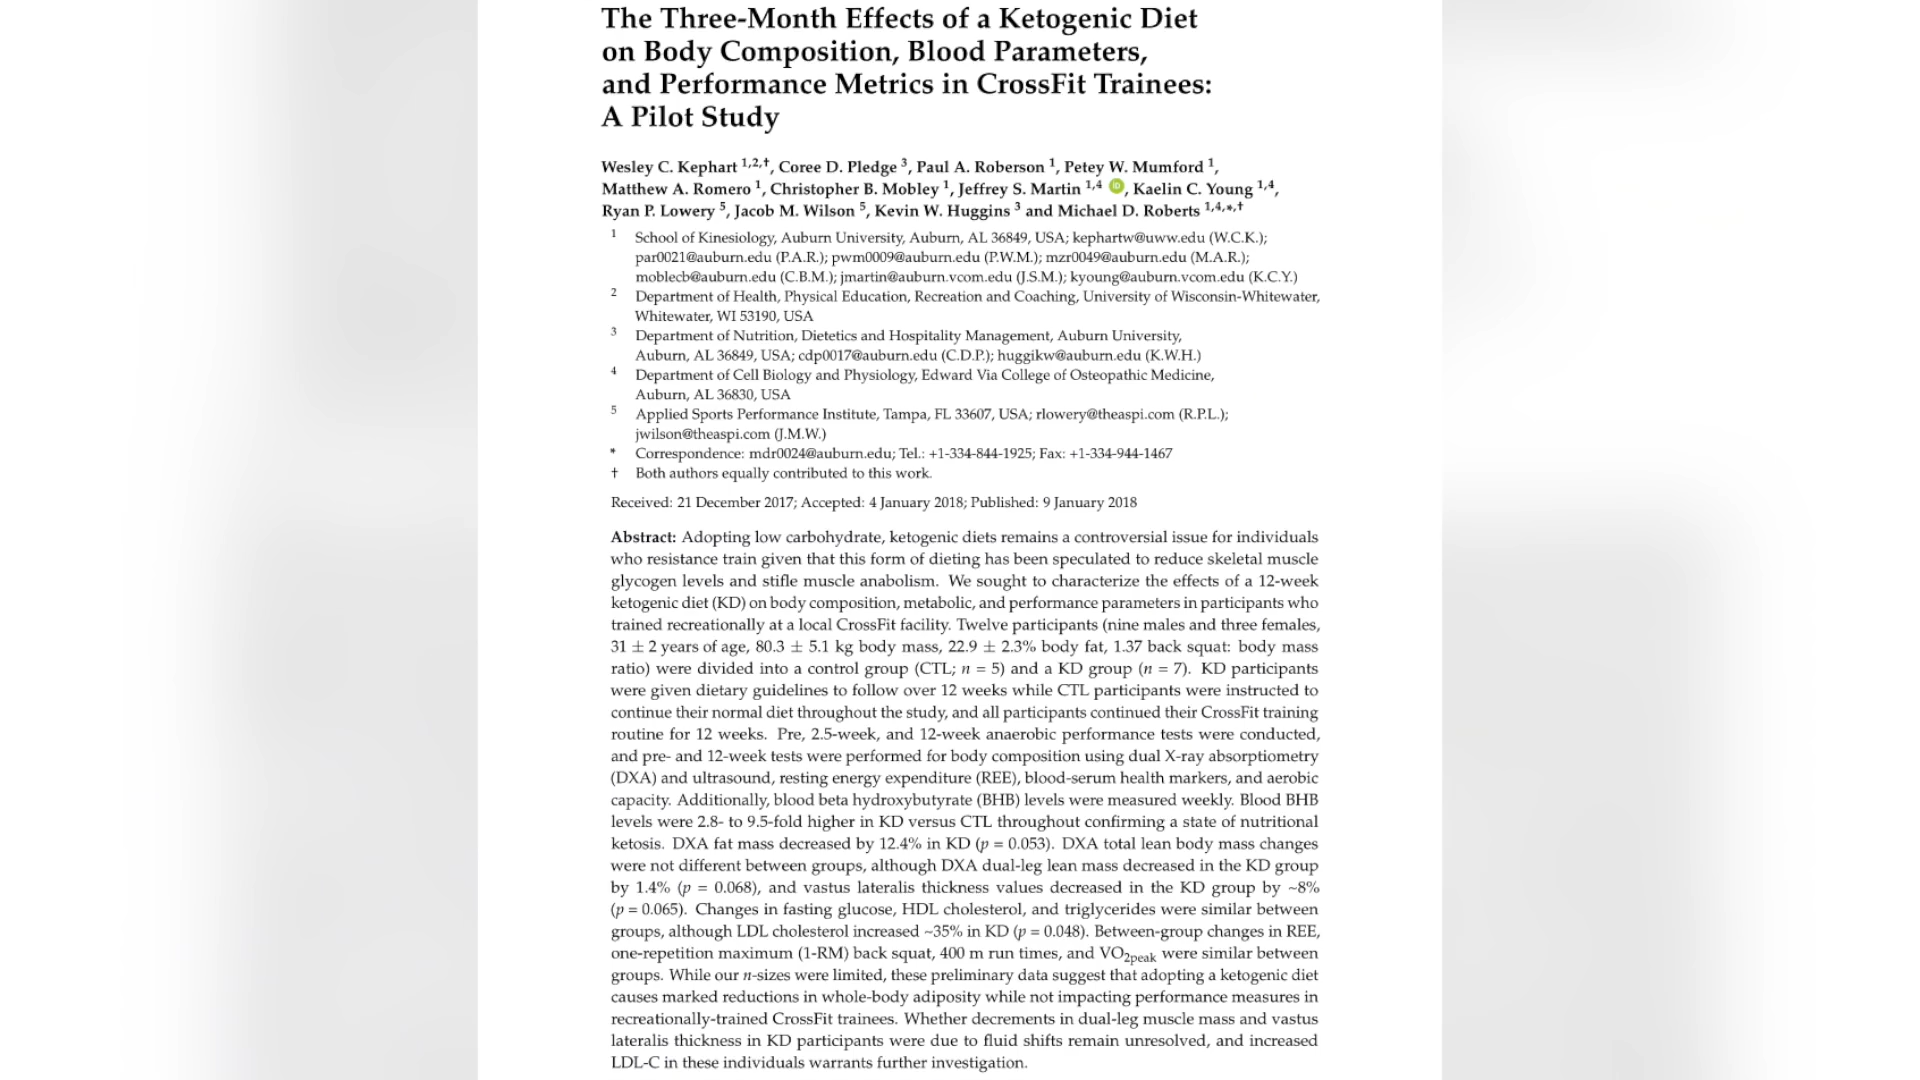 The Three-Month Effects of a Ketogenic Diet
on Body Composition, Blood Parameters,
and Performance Metrics in CrossFit Trainees:
A Pilot Study
Wesley C. Kephart 1,2,†, Coree D. Pledge 3, Paul A. Roberson 1, Petey W. Mumford 1,
Matthew A. Romero 1, Christopher B. Mobley 1, Jeffrey S. Martin 1,4 iD, Kaelin C. Young 1,4,
Ryan P. Lowery 5, Jacob M. Wilson 5, Kevin W. Huggins 3 and Michael D. Roberts 1,4,*,†
1 School of Kinesiology, Auburn University, Auburn, AL 36849, USA; kephartw@uww.edu (W.C.K.);
par0021@auburn.edu (P.A.R.); pwm0009@auburn.edu (P.W.M.); mzr0049@auburn.edu (M.A.R.);
moblecb@auburn.edu (C.B.M.); jmartin@auburn.vcom.edu (J.S.M.); kyoung@auburn.vcom.edu (K.C.Y.)
2 Department of Health, Physical Education, Recreation and Coaching, University of Wisconsin-Whitewater,
Whitewater, WI 53190, USA
3 Department of Nutrition, Dietetics and Hospitality Management, Auburn University,
Auburn, AL 36849, USA; cdp0017@auburn.edu (C.D.P.); huggikw@auburn.edu (K.W.H.)
4 Department of Cell Biology and Physiology, Edward Via College of Osteopathic Medicine,
Auburn, AL 36830, USA
5 Applied Sports Performance Institute, Tampa, FL 33607, USA; rlowery@theaspi.com (R.P.L.);
jwilson@theaspi.com (J.M.W.)
* Correspondence: mdr0024@auburn.edu; Tel.: +1-334-844-1925; Fax: +1-334-944-1467
† Both authors equally contributed to this work.
Received: 21 December 2017; Accepted: 4 January 2018; Published: 9 January 2018
Abstract: Adopting low carbohydrate, ketogenic diets remains a controversial issue for individuals
who resistance train given that this form of dieting has been speculated to reduce skeletal muscle
glycogen levels and stifle muscle anabolism. We sought to characterize the effects of a 12-week
ketogenic diet (KD) on body composition, metabolic, and performance parameters in participants who
trained recreationally at a local CrossFit facility. Twelve participants (nine males and three females,
31 ± 2 years of age, 80.3 ± 5.1 kg body mass, 22.9 ± 2.3% body fat, 1.37 back squat: body mass
ratio) were divided into a control group (CTL; n = 5) and a KD group (n = 7). KD participants
were given dietary guidelines to follow over 12 weeks while CTL participants were instructed to
continue their normal diet throughout the study, and all participants continued their CrossFit training
routine for 12 weeks. Pre, 2.5-week, and 12-week anaerobic performance tests were conducted,
and pre- and 12-week tests were performed for body composition using dual X-ray absorptiometry
(DXA) and ultrasound, resting energy expenditure (REE), blood-serum health markers, and aerobic
capacity. Additionally, blood beta hydroxybutyrate (BHB) levels were measured weekly. Blood BHB
levels were 2.8- to 9.5-fold higher in KD versus CTL throughout confirming a state of nutritional
ketosis. DXA fat mass decreased by 12.4% in KD (p = 0.053). DXA total lean body mass changes
were not different between groups, although DXA dual-leg lean mass decreased in the KD group
by 1.4% (p = 0.068), and vastus lateralis thickness values decreased in the KD group by ~8%
(p = 0.065). Changes in fasting glucose, HDL cholesterol, and triglycerides were similar between
groups, although LDL cholesterol increased ~35% in KD (p = 0.048). Between-group changes in REE,
one-repetition maximum (1-RM) back squat, 400 m run times, and VO2peak were similar between
groups. While our n-sizes were limited, these preliminary data suggest that adopting a ketogenic diet
causes marked reductions in whole-body adiposity while not impacting performance measures in
recreationally-trained CrossFit trainees. Whether decrements in dual-leg muscle mass and vastus
lateralis thickness in KD participants were due to fluid shifts remain unresolved, and increased
LDL-C in these individuals warrants further investigation.